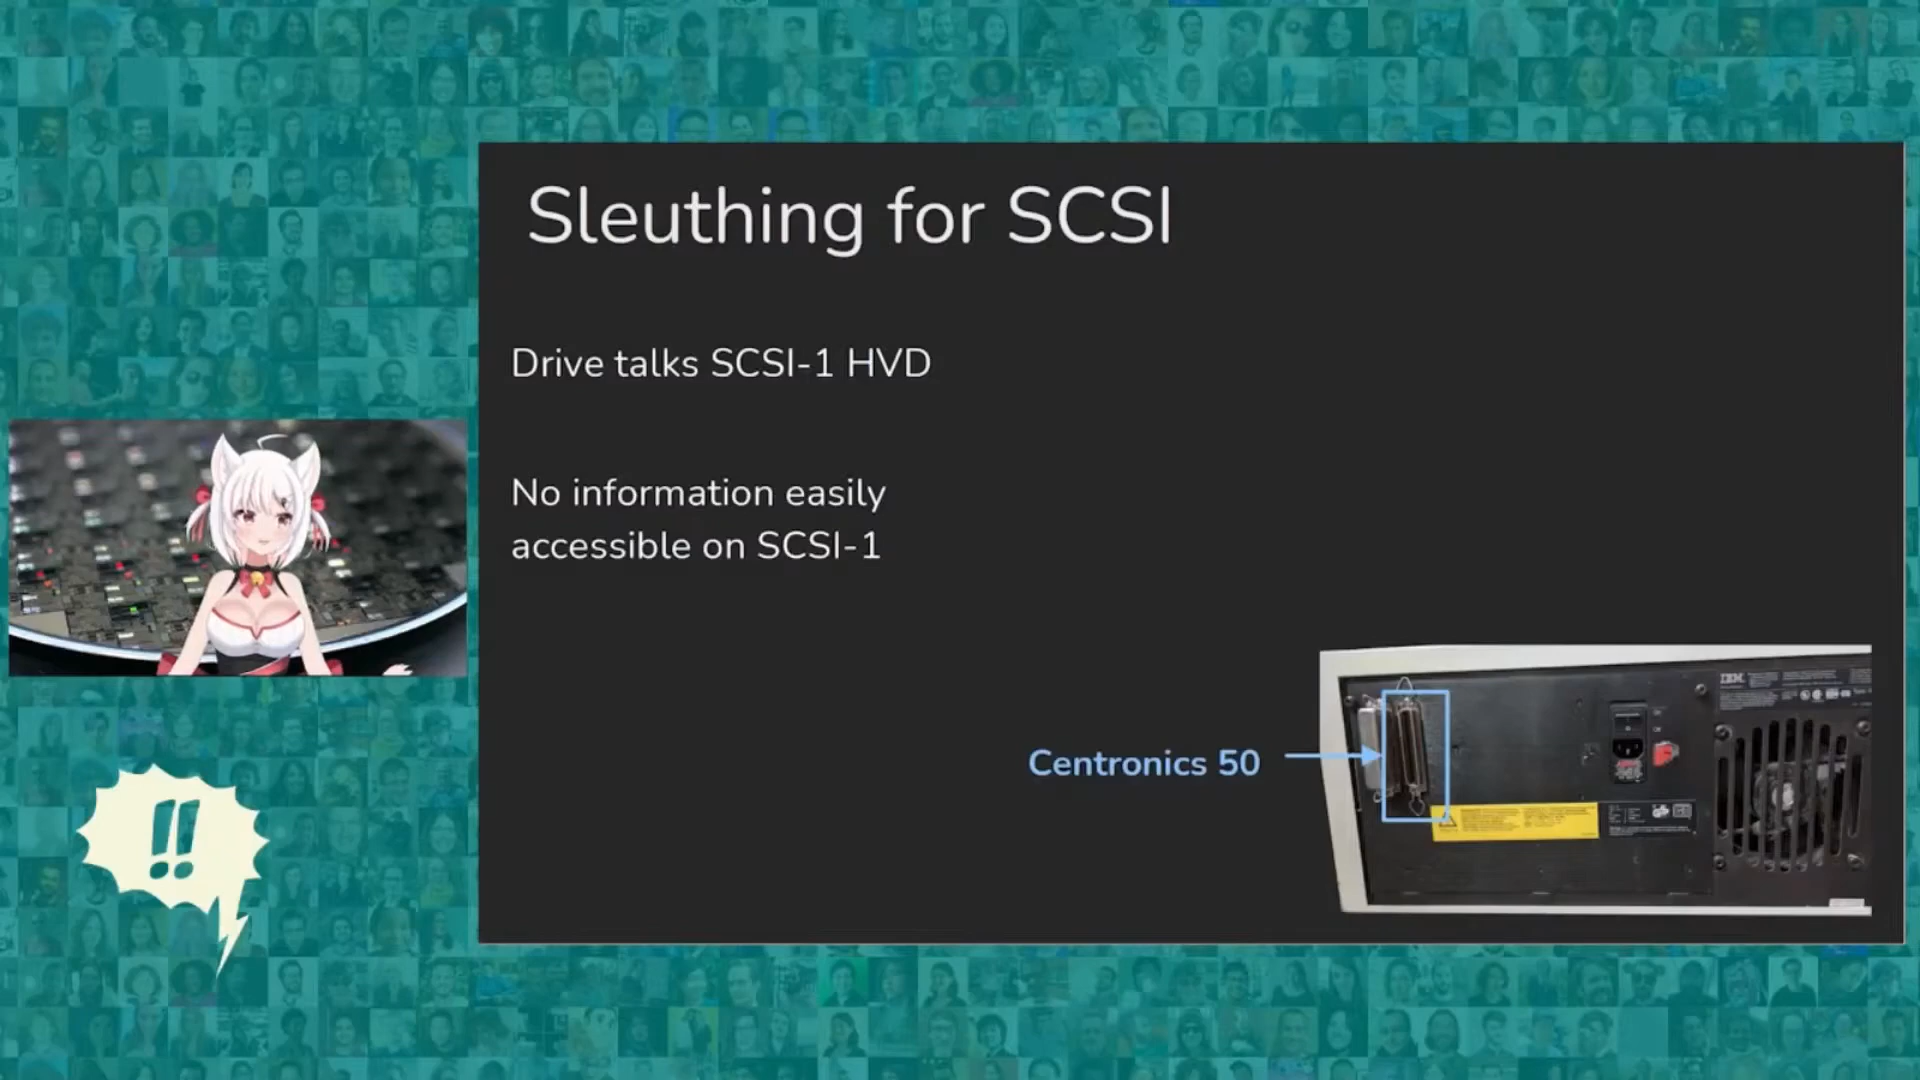 Sleuthing for SCSI
Drive talks SCSI-1 HVD
No information easily
accessible on SCSI-1
Centronics 50
IBM
!!